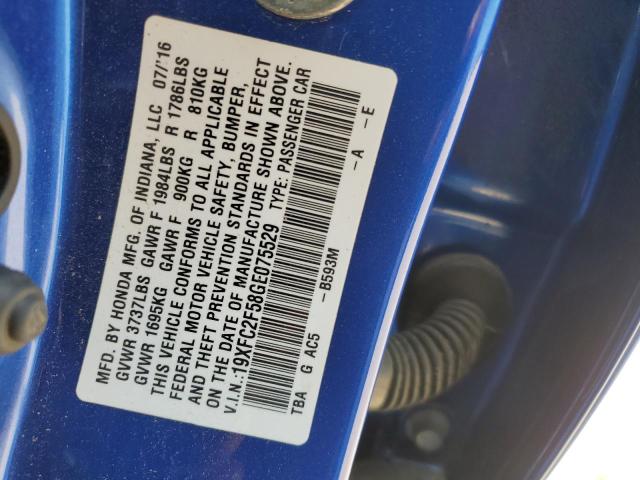 MFD. BY HONDA MFG. OF INDIANA, LLC 07/'16
GVWR 3737LBS GAWR F 1984LBS R 1786LBS
GVWR 1695KG GAWR F 900KG R 810KG
THIS VEHICLE CONFORMS TO ALL APPLICABLE
FEDERAL MOTOR VEHICLE SAFETY, BUMPER,
AND THEFT PREVENTION STANDARDS IN EFFECT
ON THE DATE OF MANUFACTURE SHOWN ABOVE.
V.I.N.:19XFC2F58GE075529 TYPE: PASSENGER CAR
TBA G AC5 -B593M -A -E